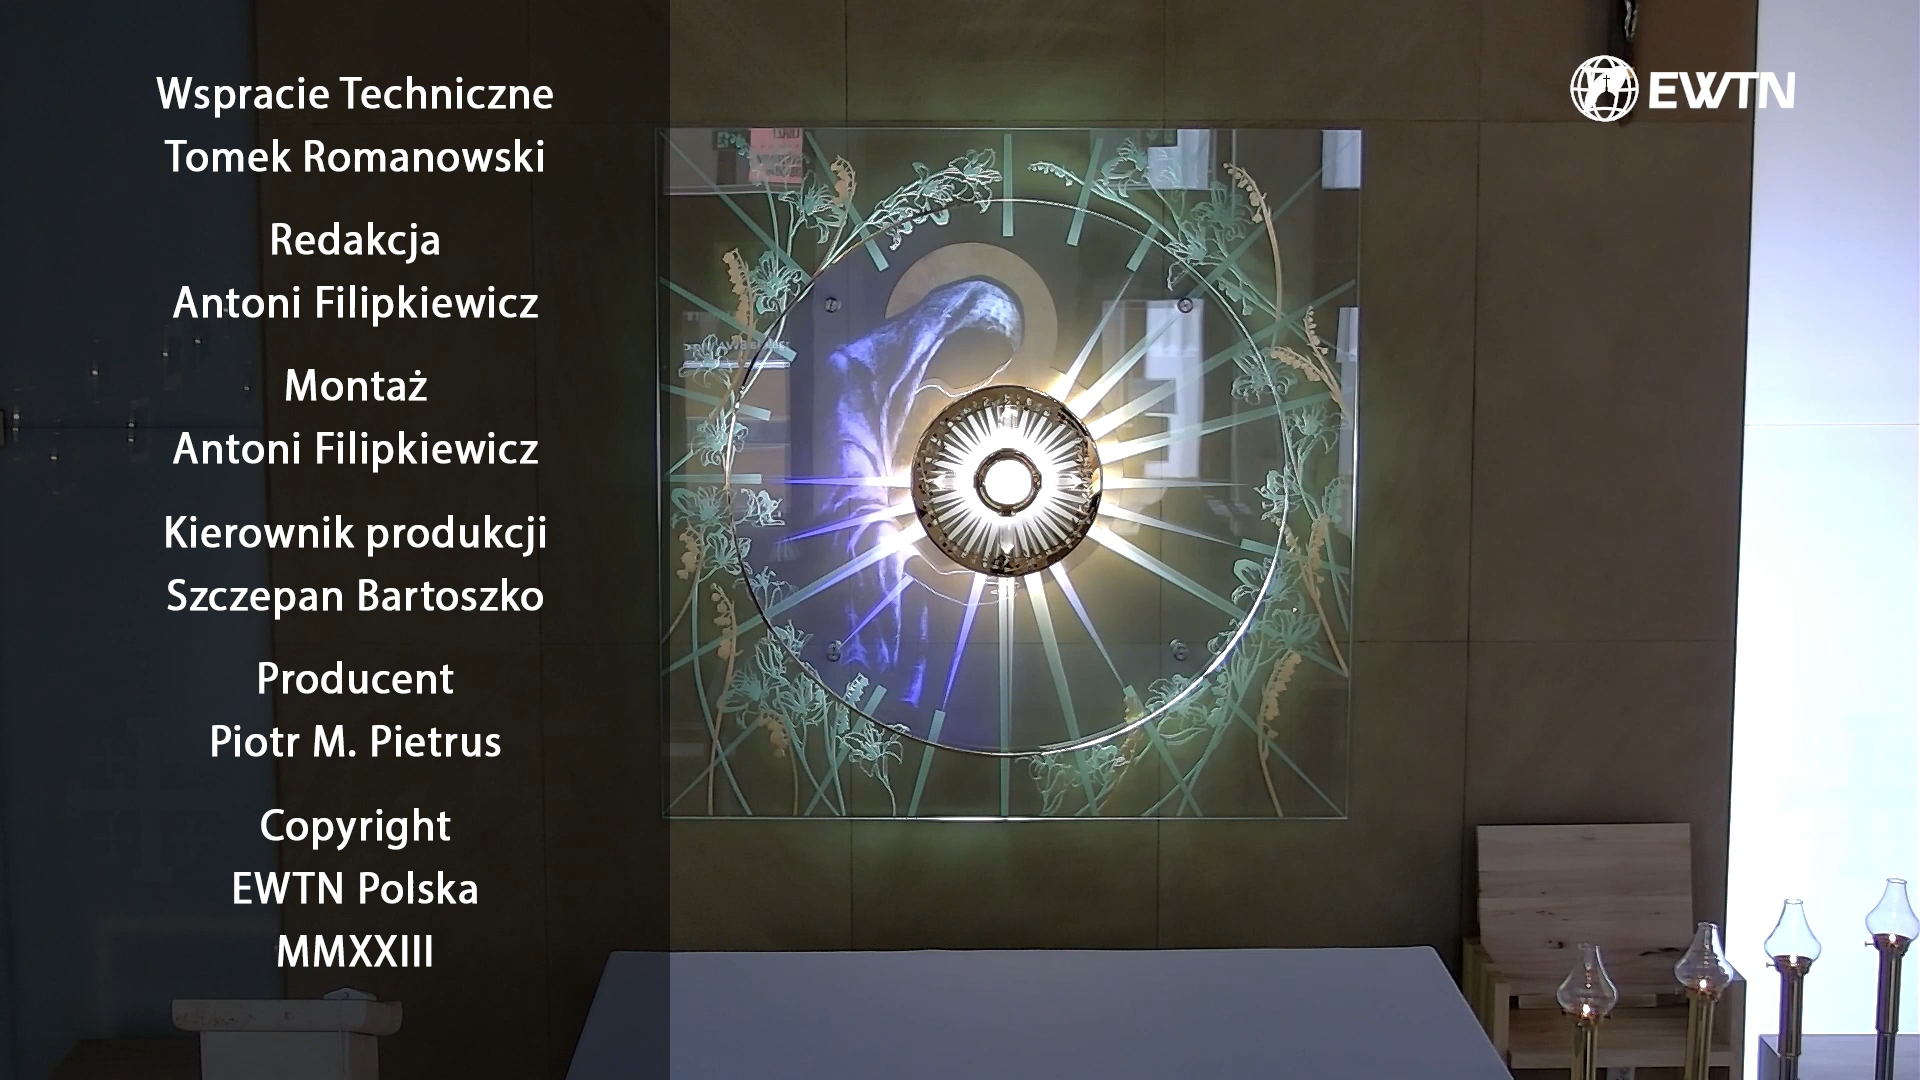 Wspracie Techniczne
Tomek Romanowski
Redakcja
Antoni Filipkiewicz
Montaż
Antoni Filipkiewicz
Kierownik produkcji
Szczepan Bartoszko
Producent
Piotr M. Pietrus
Copyright
EWTN Polska
MMXXIII
EWTN